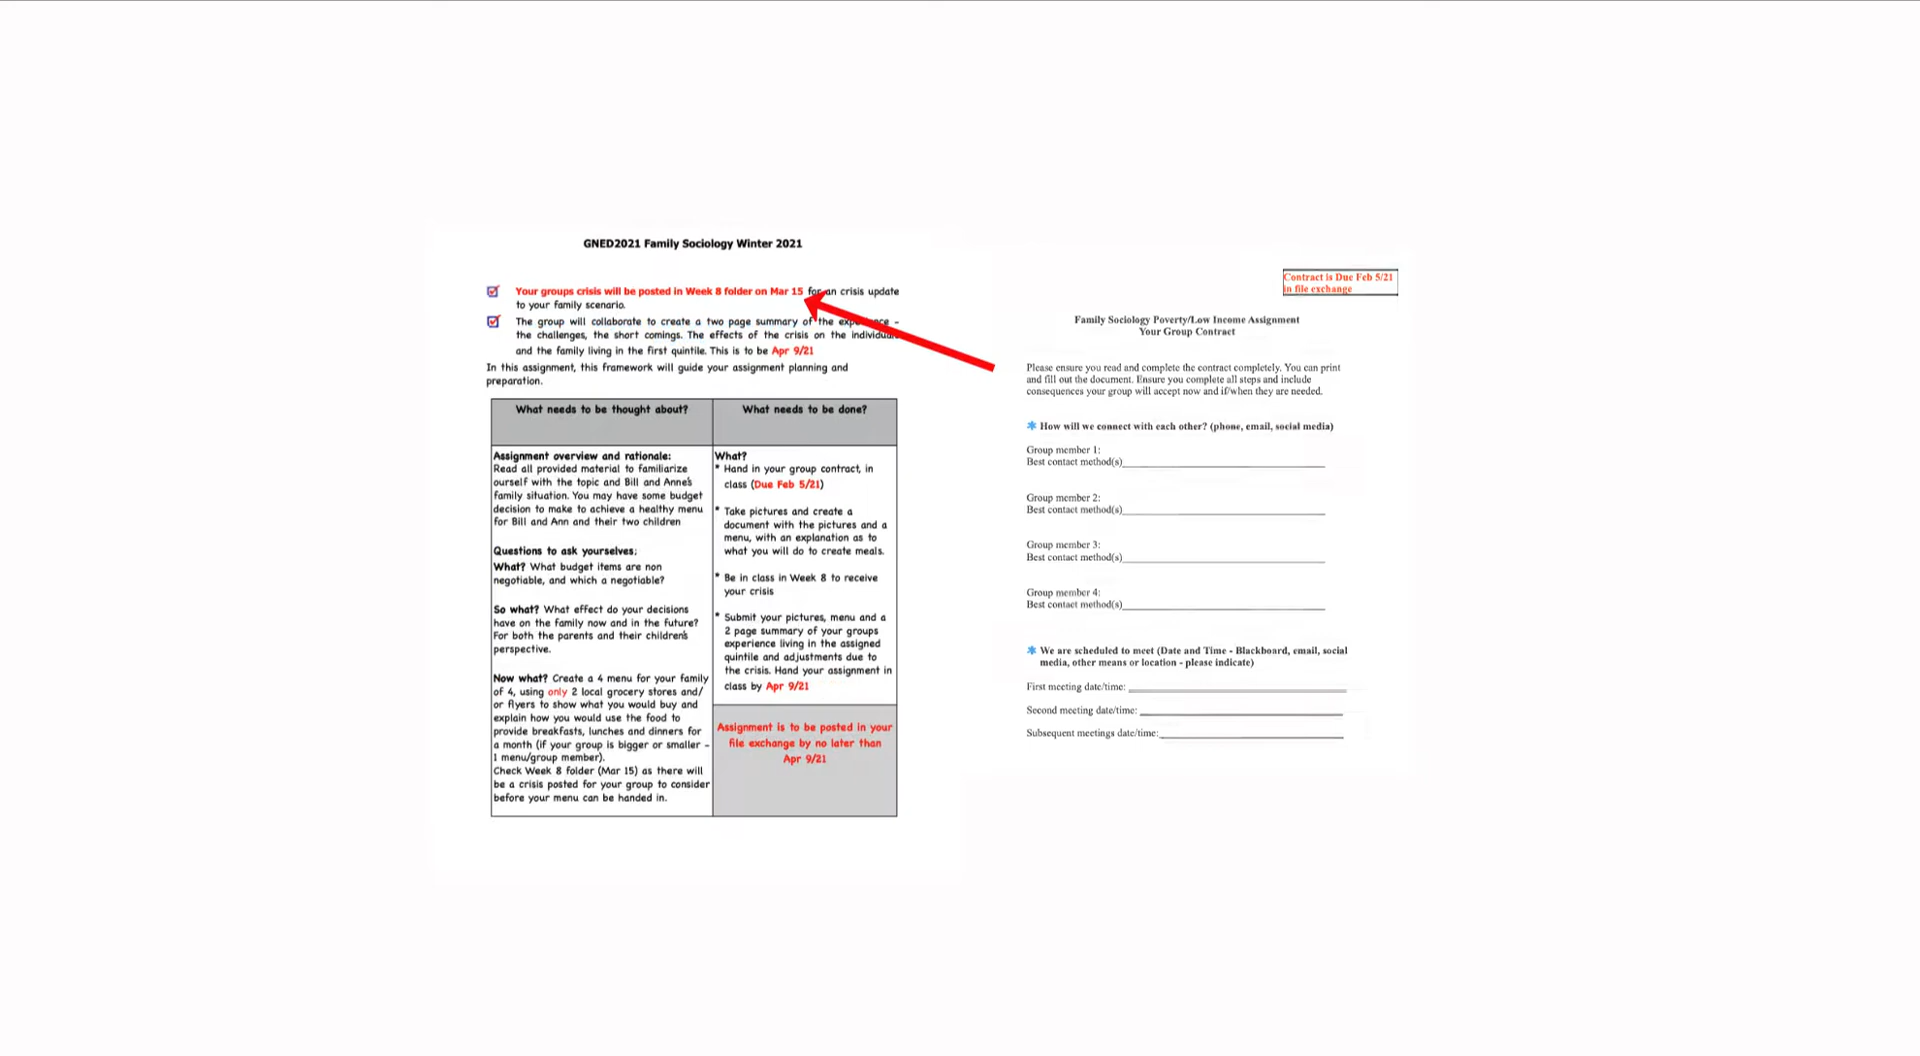 GNED2021 Family Sociology Winter 2021
Your groups crisis will be posted in Week 8 folder on Mar 15 for an crisis update
to your family scenario.
The group will collaborate to create a two page summary of the experience -
the challenges, the short comings. The effects of the crisis on the individual
and the family living in the first quintile. This is to be Apr 9/21
In this assignment, this framework will guide your assignment planning and
preparation.
What needs to be thought about?
Assignment overview and rationale:
Read all provided material to familiarize
ourself with the topic and Bill and Anne's
family situation. You may have some budget
decision to make to achieve a healthy menu
for Bill and Ann and their two children
Questions to ask yourselves:
What? What budget items are non
negotiable, and which a negotiable?
So what? What effect do your decisions
have on the family now and in the future?
For both the parents and their children's
perspective.
Now what? Create a 4 menu for your family
of 4, using only 2 local grocery stores and/
or flyers to show what you would buy and
explain how you would use the food to
provide breakfasts, lunches and dinners for
a month (if your group is bigger or smaller -
1 menu/group member).
Check Week 8 folder (Mar 15) as there will
be a crisis posted for your group to consider
before your menu can be handed in.
What needs to be done?
What?
* Hand in your group contract, in
class (Due Feb 5/21)
* Take pictures and create a
document with the pictures and a
menu, with an explanation as to
what you will do to create meals.
* Be in class in Week 8 to receive
your crisis
* Submit your pictures, menu and a
2 page summary of your groups
experience living in the assigned
quintile and adjustments due to
the crisis. Hand your assignment in
class by Apr 9/21
Assignment is to be posted in your
file exchange by no later than
Apr 9/21
Contract is Due Feb 5/21
in file exchange
Family Sociology Poverty/Low Income Assignment
Your Group Contract
Please ensure you read and complete the contract completely. You can print
and fill out the document. Ensure you complete all steps and include
consequences your group will accept now and if/when they are needed.
How will we connect with each other? (phone, email, social media)
Group member 1:
Best contact method(s)
Group member 2:
Best contact method(s)
Group member 3:
Best contact method(s)
Group member 4:
Best contact method(s)
We are scheduled to meet (Date and Time - Blackboard, email, social
media, other means or location - please indicate)
First meeting date/time:
Second meeting date/time:
Subsequent meetings date/time: